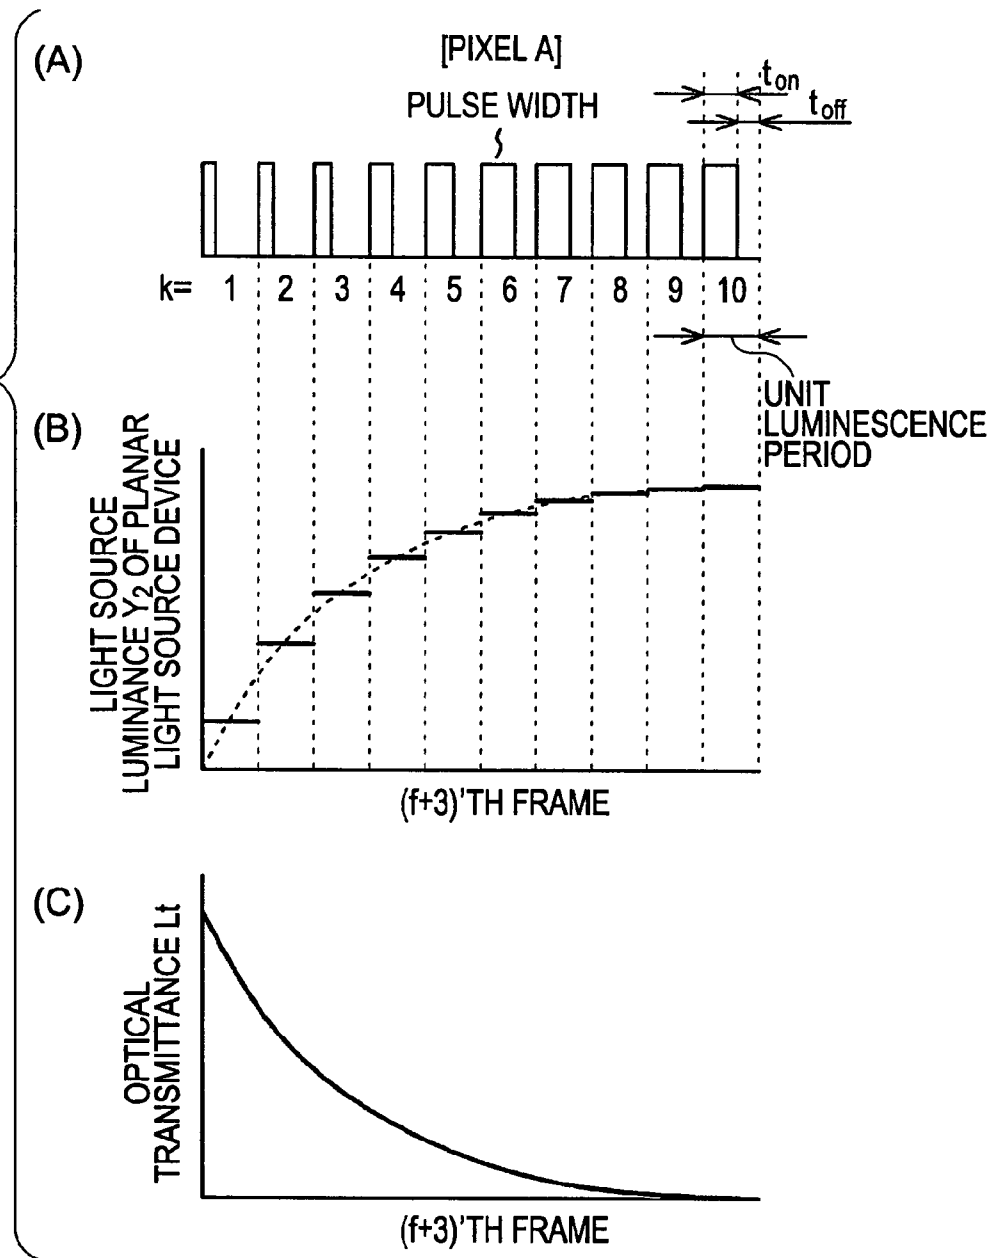 (A)
[PIXEL A]
PULSE WIDTH
t_on
t_off
k= 1 2 3 4 5 6 7 8 9 10
UNIT
LUMINESCENCE
PERIOD
(B)
LIGHT SOURCE
LUMINANCE Y₂ OF PLANAR
LIGHT SOURCE DEVICE
(f+3)'TH FRAME
(C)
OPTICAL
TRANSMITTANCE Lt
(f+3)'TH FRAME